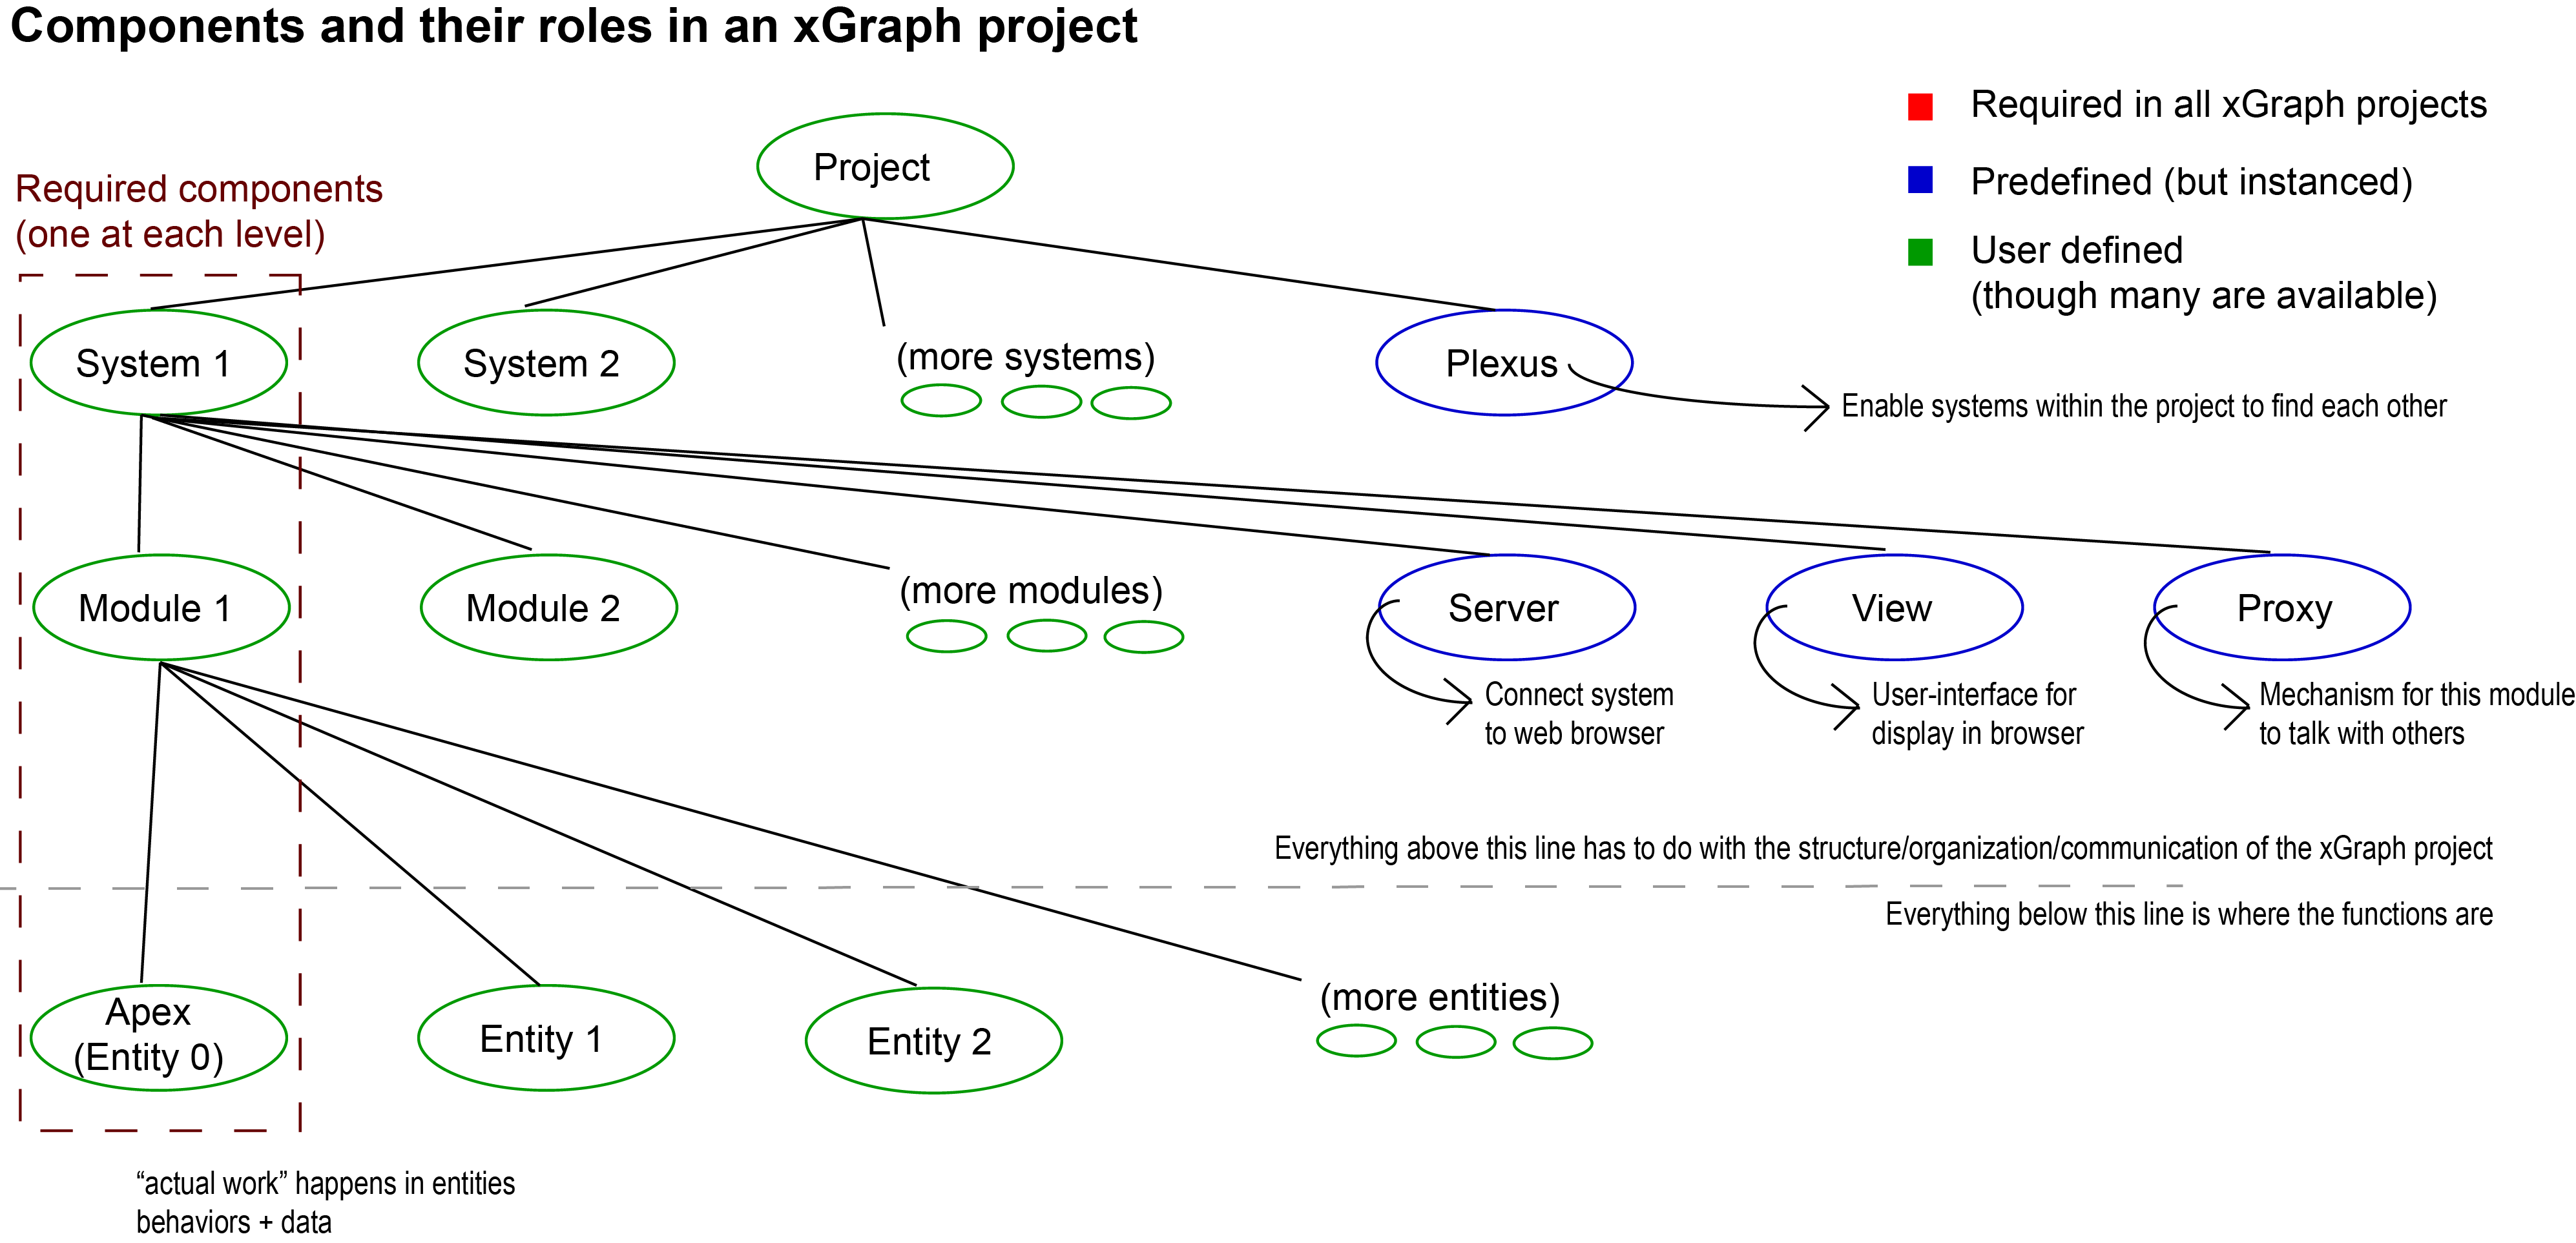 Components and their roles in an xGraph project
Required in all xGraph projects
Predefined (but instanced)
User defined
(though many are available)
Required components
(one at each level)
Project
System 1
System 2
(more systems)
Plexus
Enable systems within the project to find each other
Module 1
Module 2
(more modules)
Server
View
Proxy
Connect system
to web browser
User-interface for
display in browser
Mechanism for this module
to talk with others
Everything above this line has to do with the structure/organization/communication of the xGraph project
Everything below this line is where the functions are
Apex
(Entity 0)
Entity 1
Entity 2
(more entities)
“actual work” happens in entities
behaviors + data